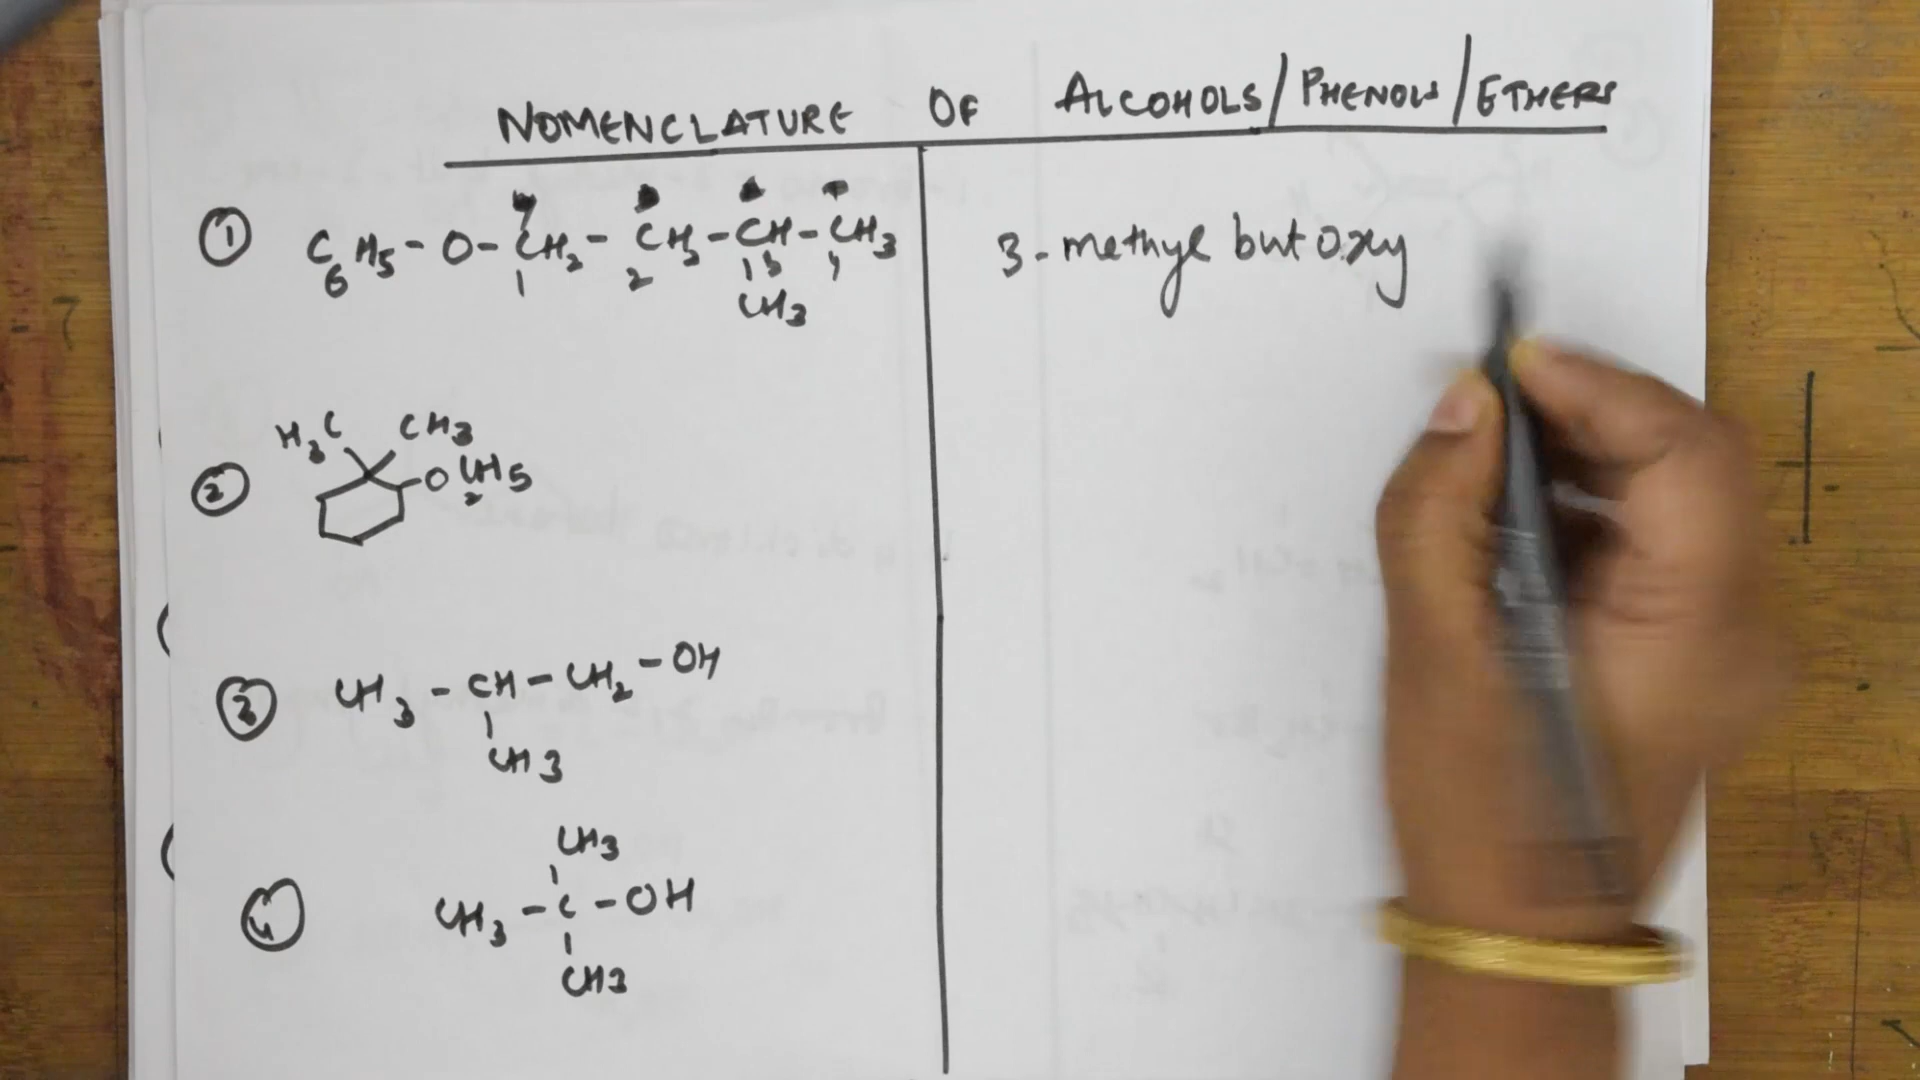 NOMENCLATURE OF ALCOHOLS/PHENOLS/ETHERS
1 C6H5-O-CH2-CH2-CH-CH3
1 2 3 4
CH3
3-methyl butoxy
H3C CH3
2 OC2H5
3 CH3-CH-CH2-OH
CH3
CH3
4 CH3-C-OH
CH3